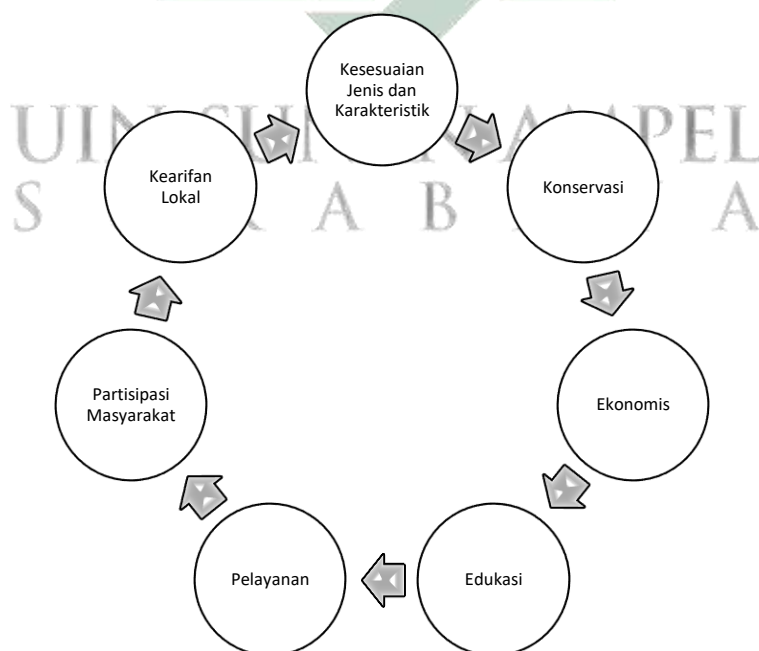 Kesesuaian
Jenis dan
Karakteristik
Konservasi
Ekonomis
Edukasi
Pelayanan
Partisipasi
Masyarakat
Kearifan
Lokal